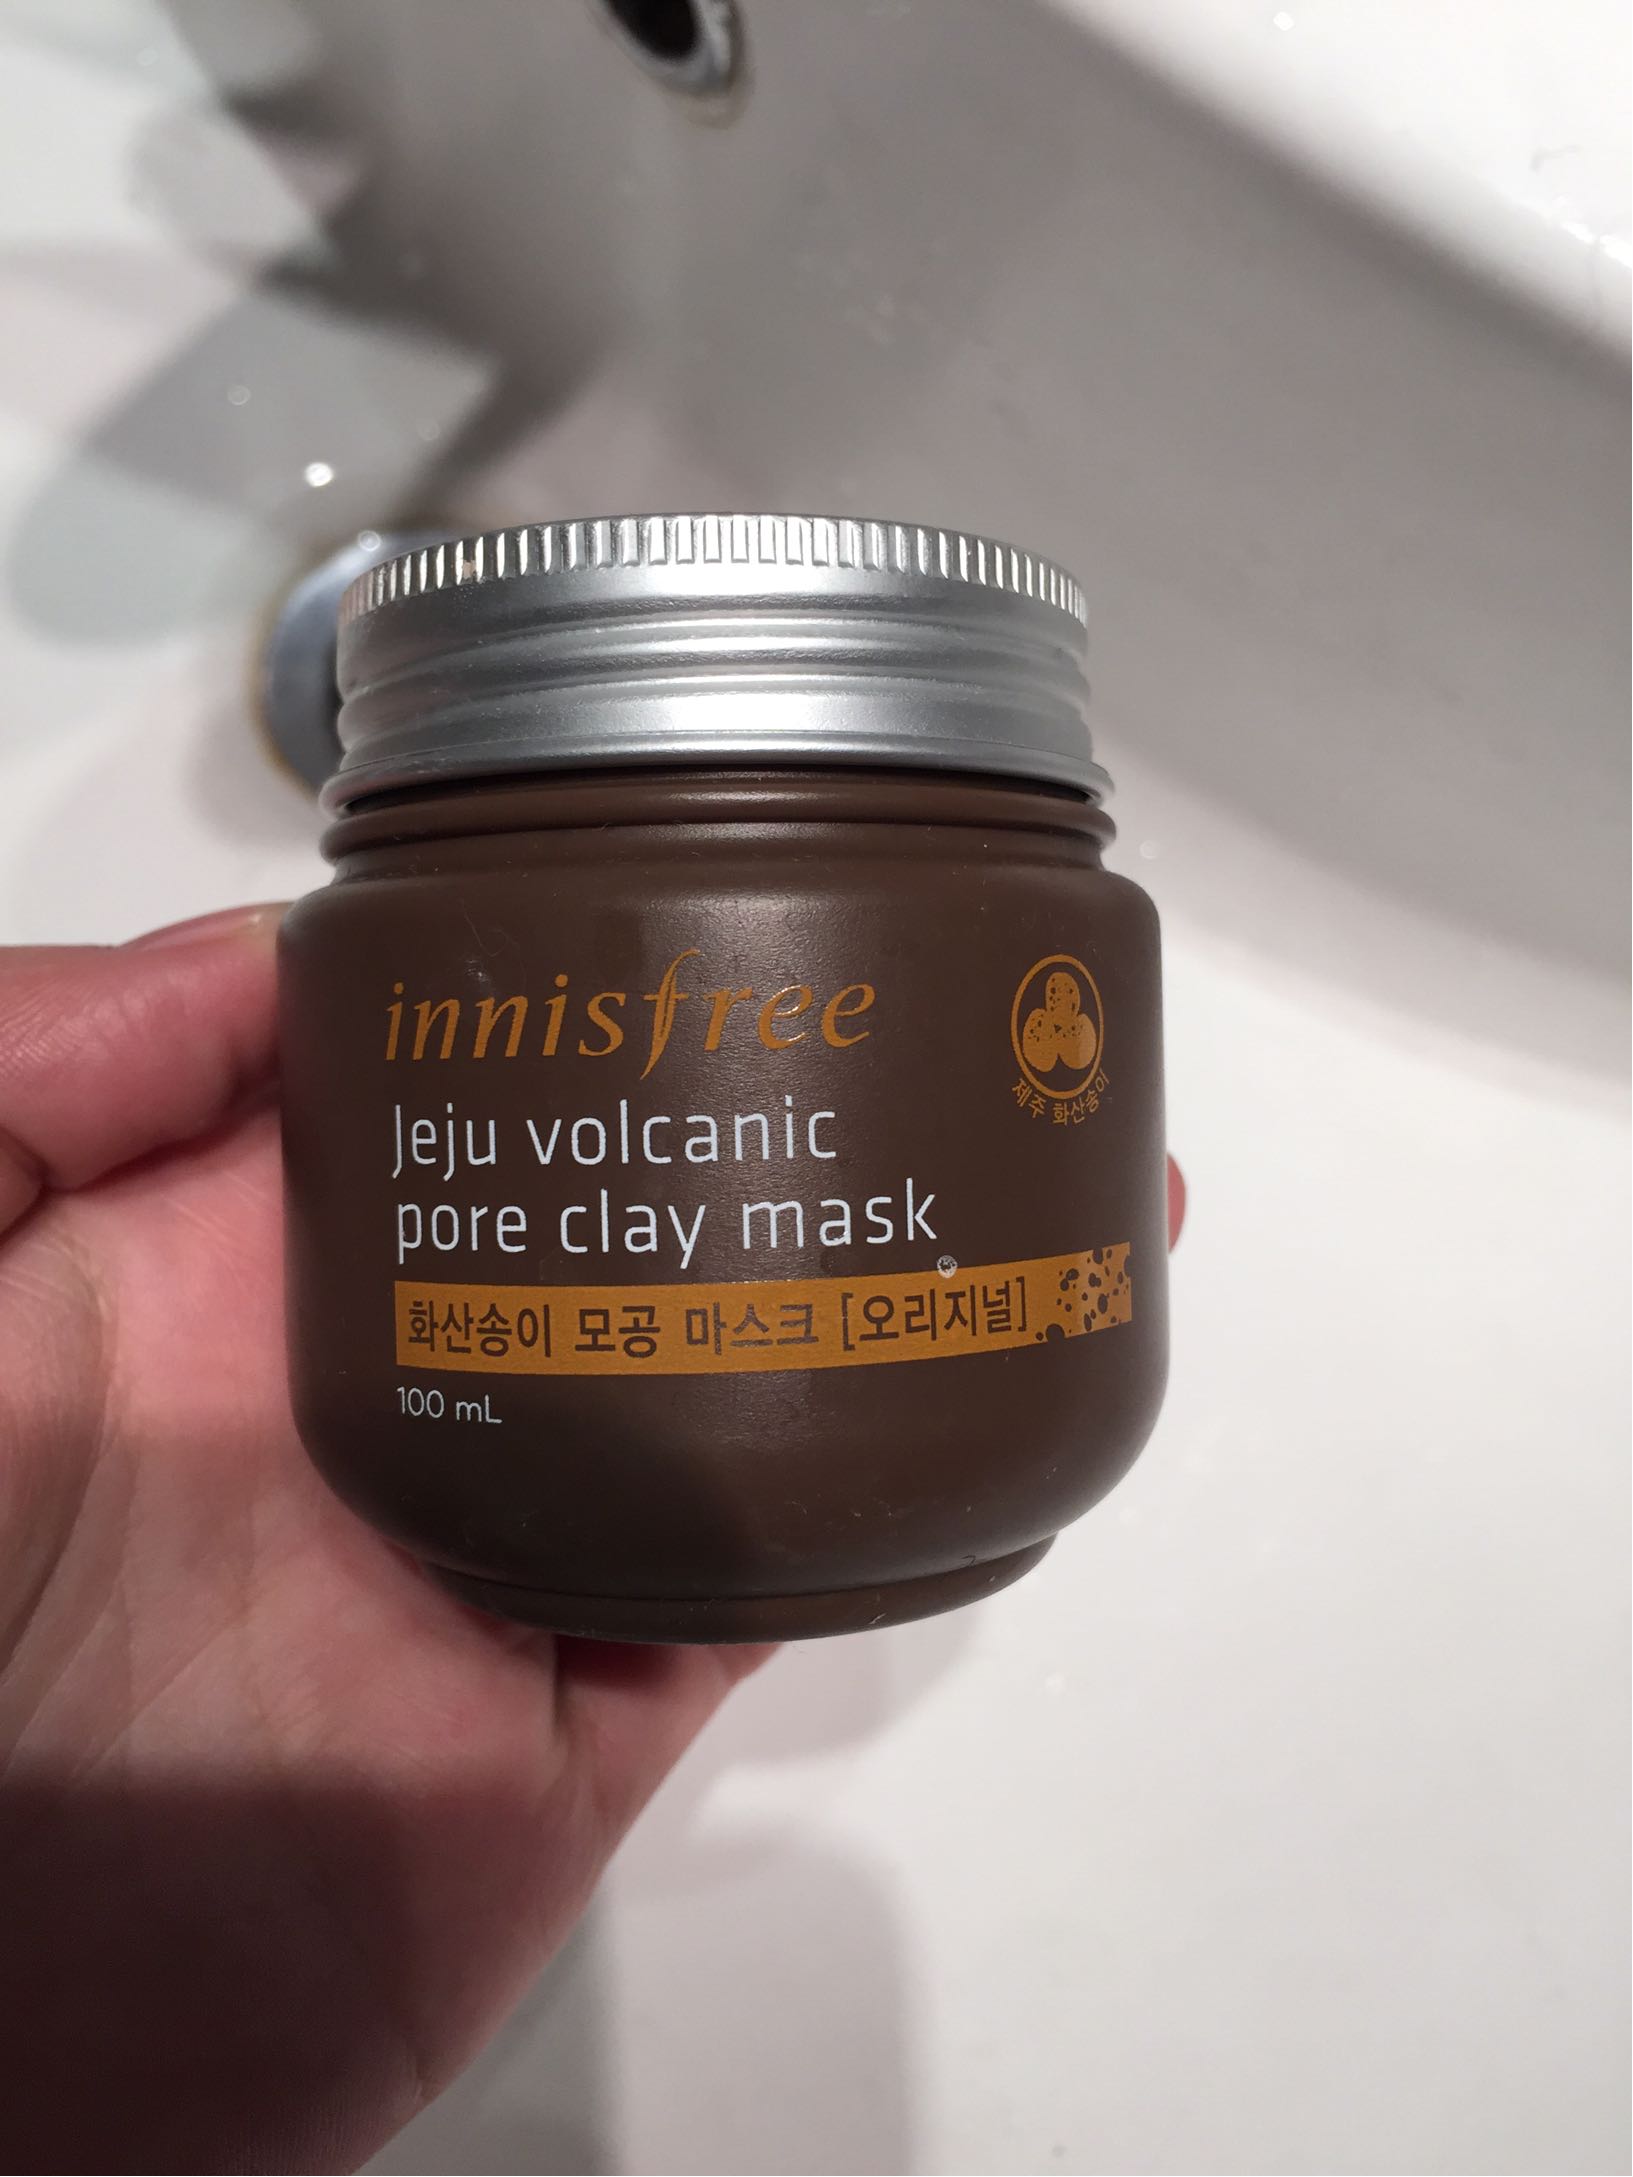 innisfree
제주 화산송이
Jeju volcanic
pore clay mask
화산송이 모공 마스크 [오리지널]
100 mL